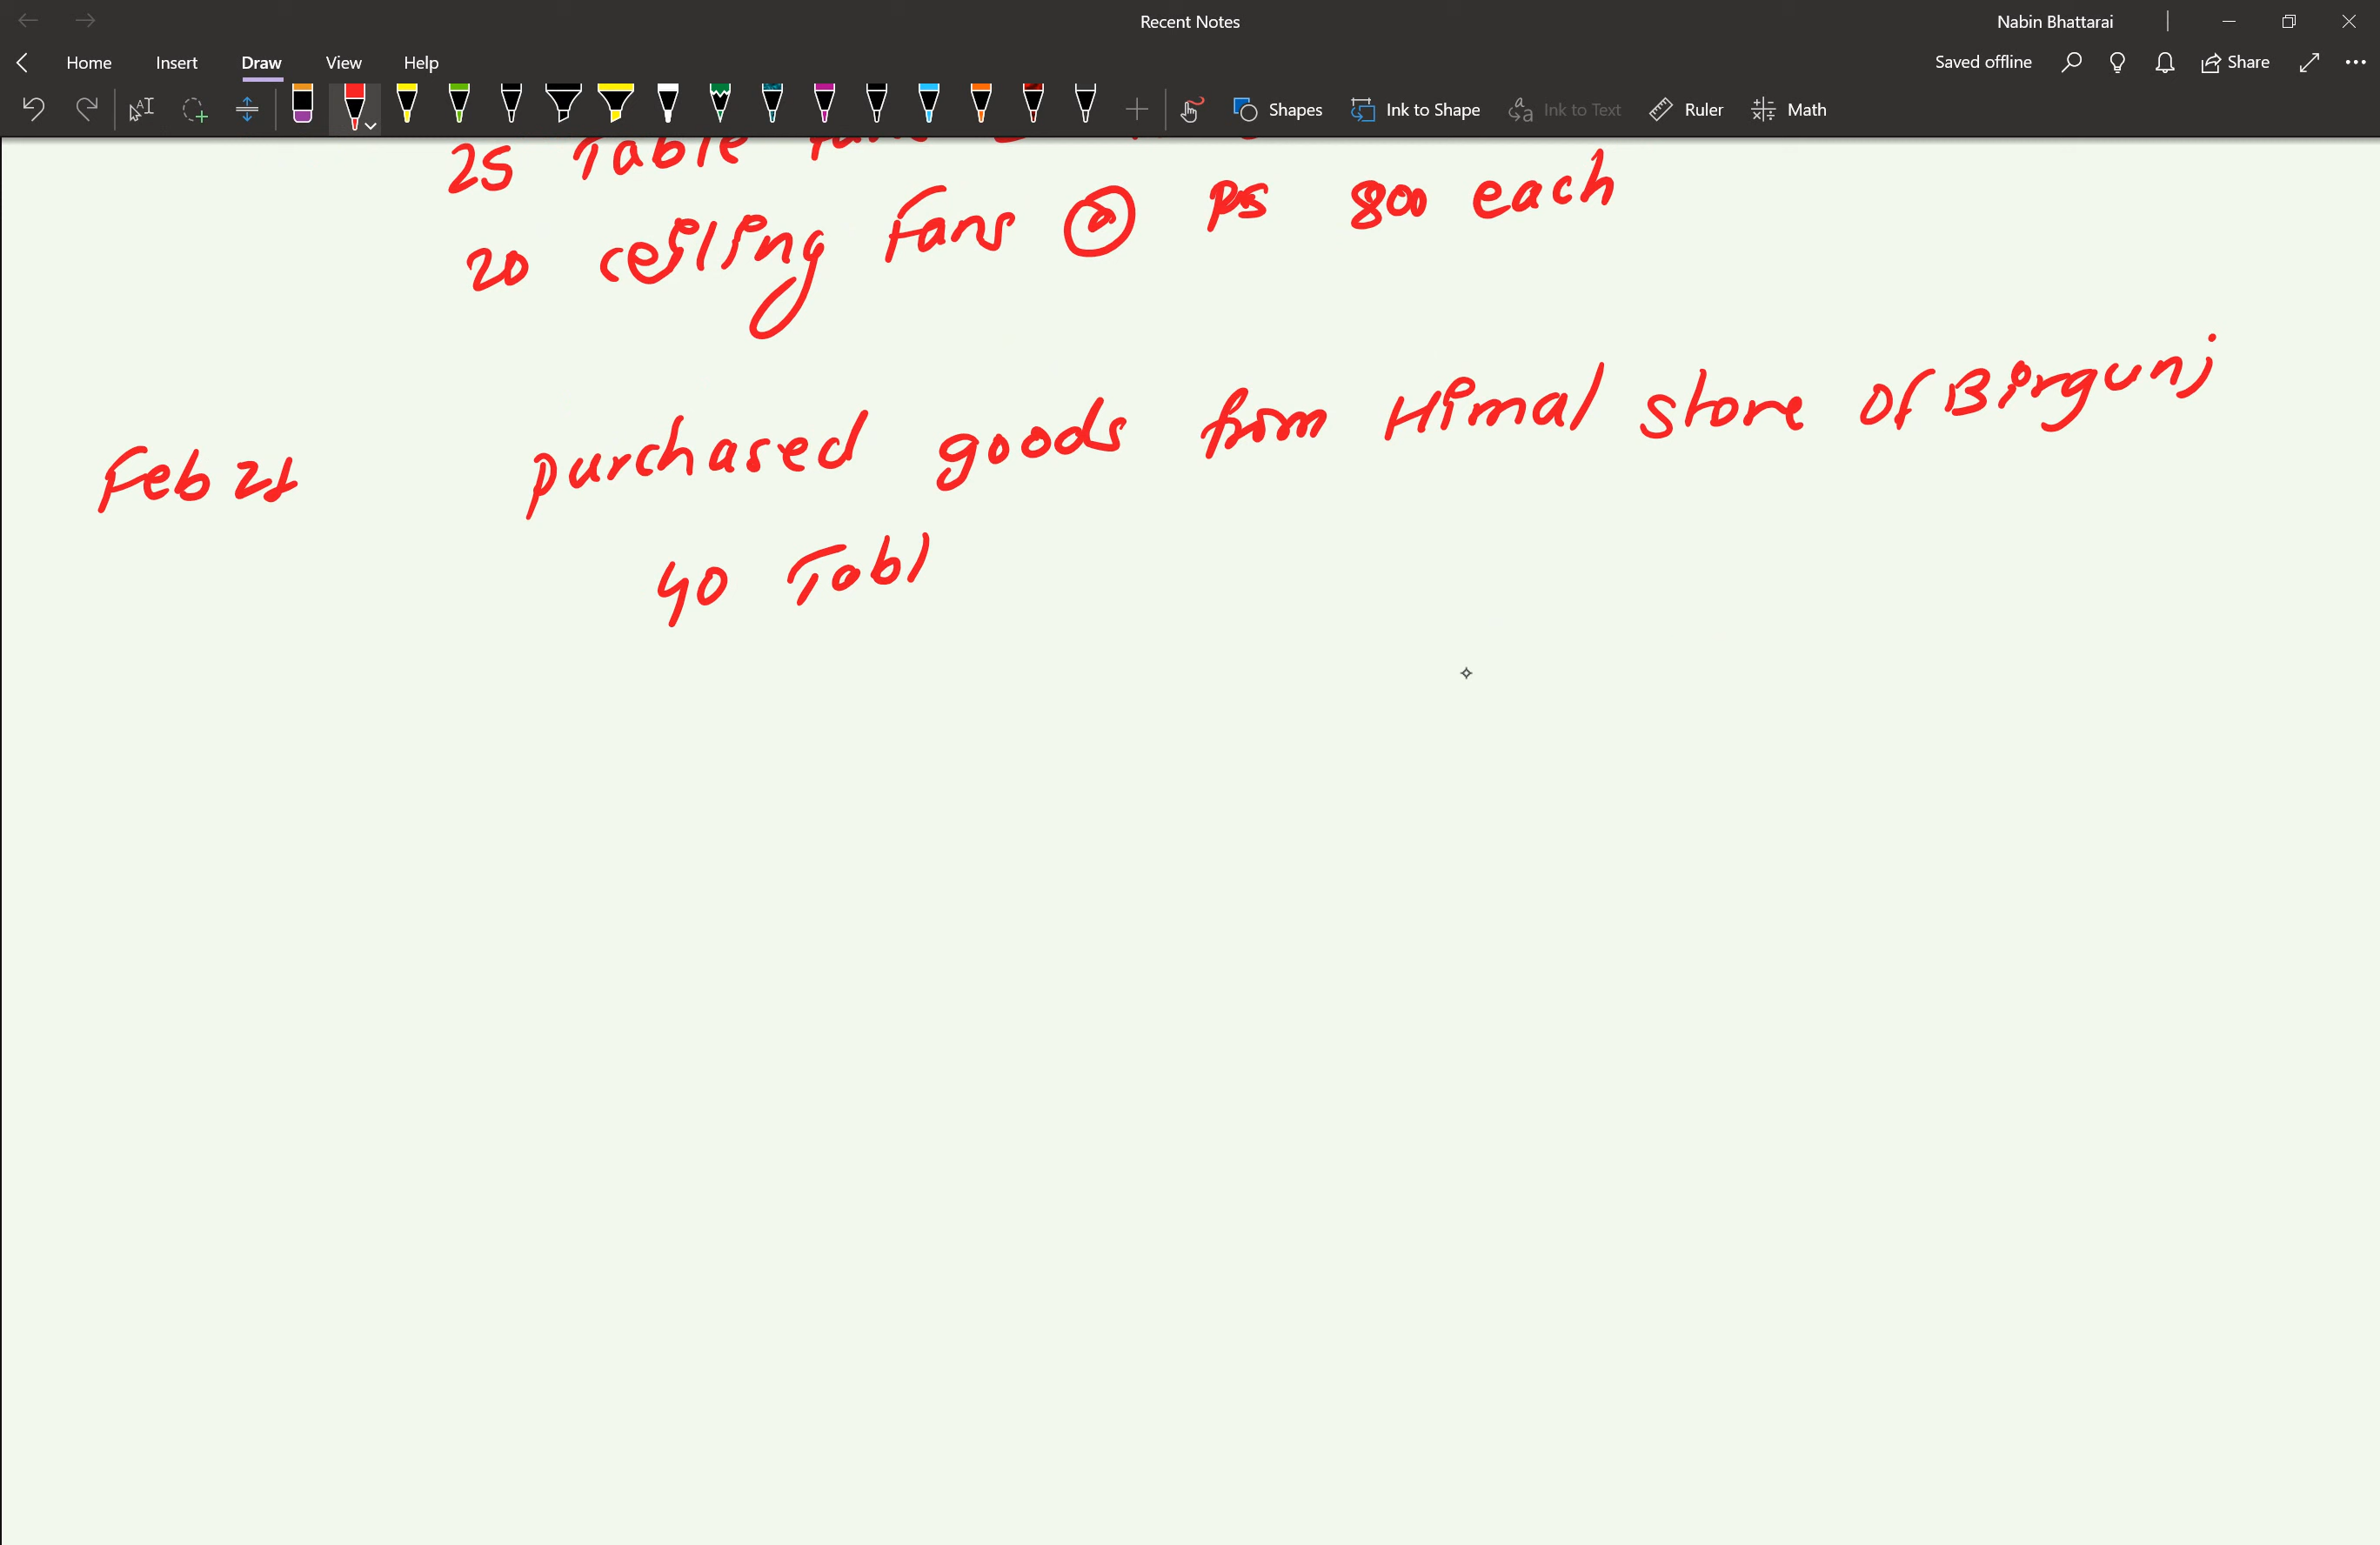 Recent Notes Nabin Bhattarai
Home Insert Draw View Help Saved offline Share
Shapes Ink to Shape Ink to Text Ruler Math
25 Table
20 ceiling Fans @ Rs 800 each
Feb 21 purchased goods from Himal store of Birgunj
40 Tabl